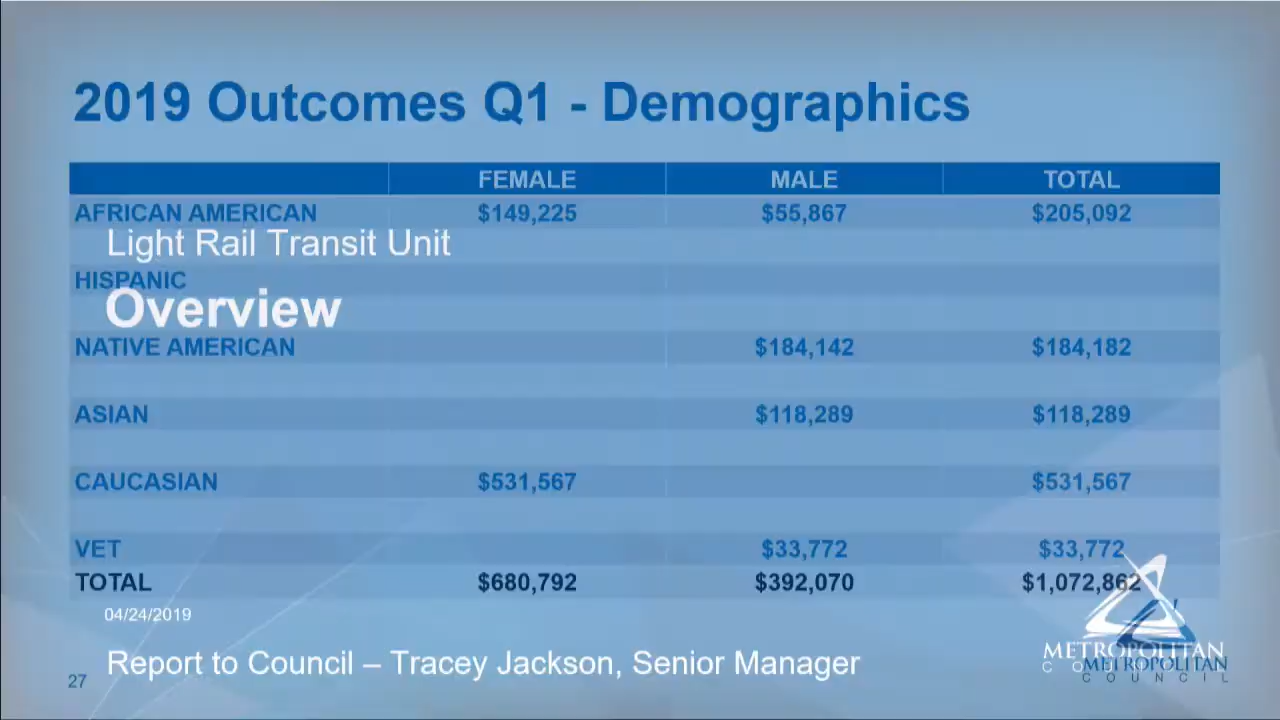 2019 Outcomes Q1 - Demographics
FEMALE MALE TOTAL
AFRICAN AMERICAN $149,225 $55,867 $205,092
Light Rail Transit Unit
HISPANIC
Overview
NATIVE AMERICAN $184,142 $184,182
ASIAN $118,289 $118,289
CAUCASIAN $531,567 $531,567
VET $33,772 $33,772
TOTAL $680,792 $392,070 $1,072,862
04/24/2019
Report to Council – Tracey Jackson, Senior Manager
27
METROPOLITAN
COUNCIL
METROPOLITAN
COUNCIL